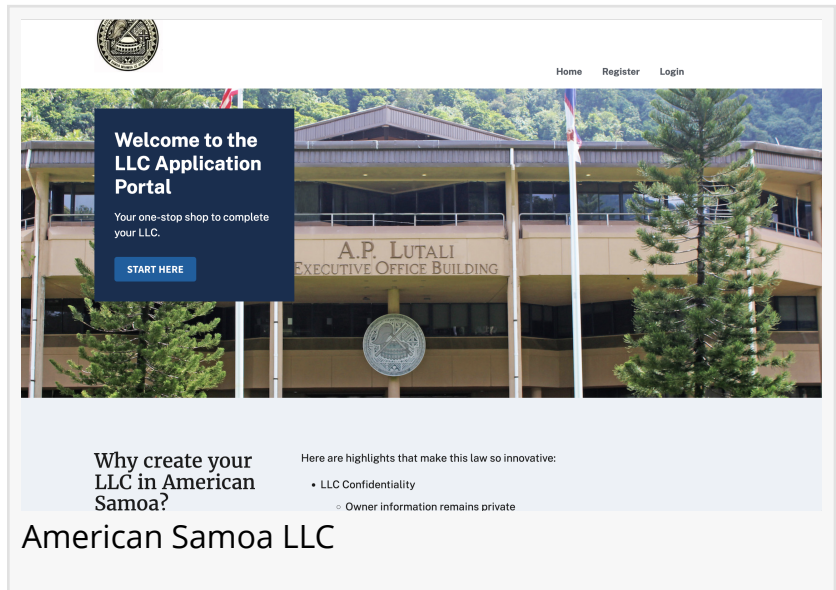 Home Register Login
Welcome to the
LLC Application
Portal
Your one-stop shop to complete
your LLC.
START HERE
A.P. LUTALI
EXECUTIVE OFFICE BUILDING
Why create your
LLC in American
Samoa?
Here are highlights that make this law so innovative:
• LLC Confidentiality
○ Owner information remains private
American Samoa LLC